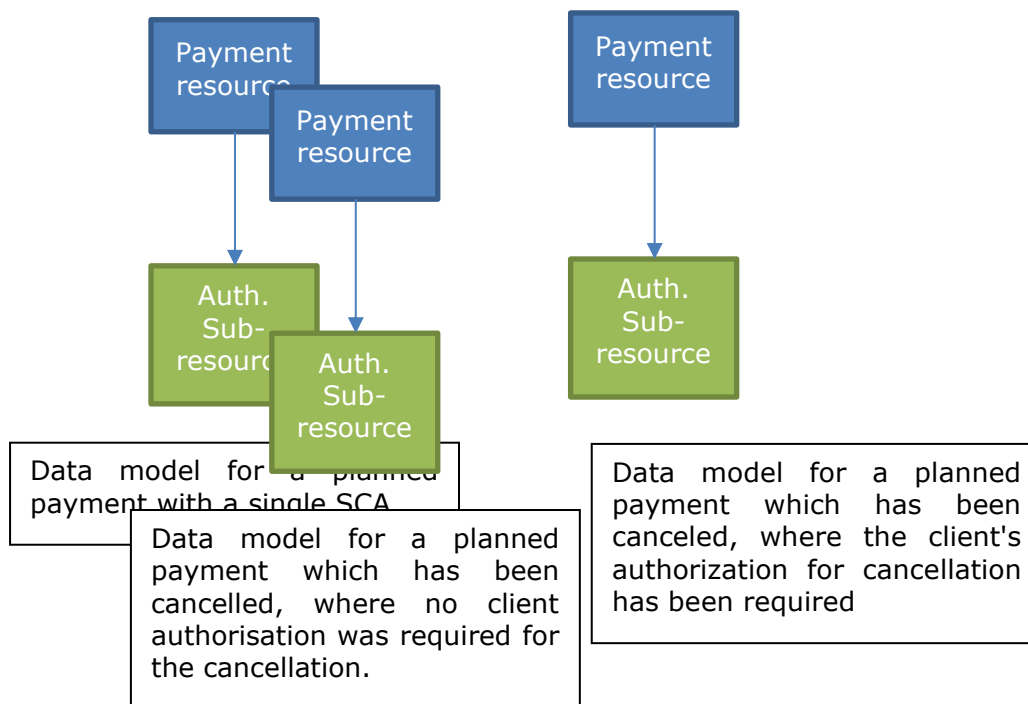 Payment
resource
Payment
resource
Auth.
Sub-
resource
Auth.
Sub-
resource
Data model for a planned
payment with a single SCA
Data model for a planned
payment which has been
cancelled, where no client
authorisation was required for
the cancellation.
Payment
resource
Auth.
Sub-
resource
Data model for a planned
payment which has been
canceled, where the client's
authorization for cancellation
has been required